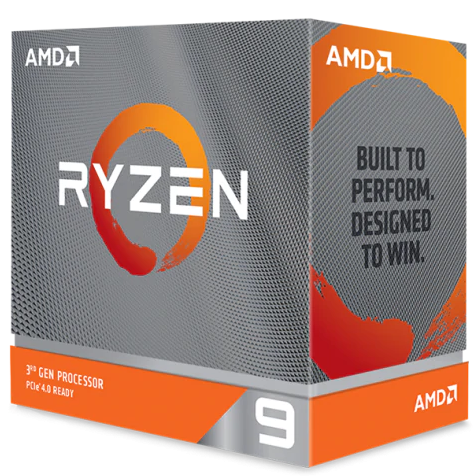 AMD
RYZEN
3RD GEN PROCESSOR
PCIe® 4.0 READY
9
AMD
BUILT TO
PERFORM.
DESIGNED
TO WIN.
AMD